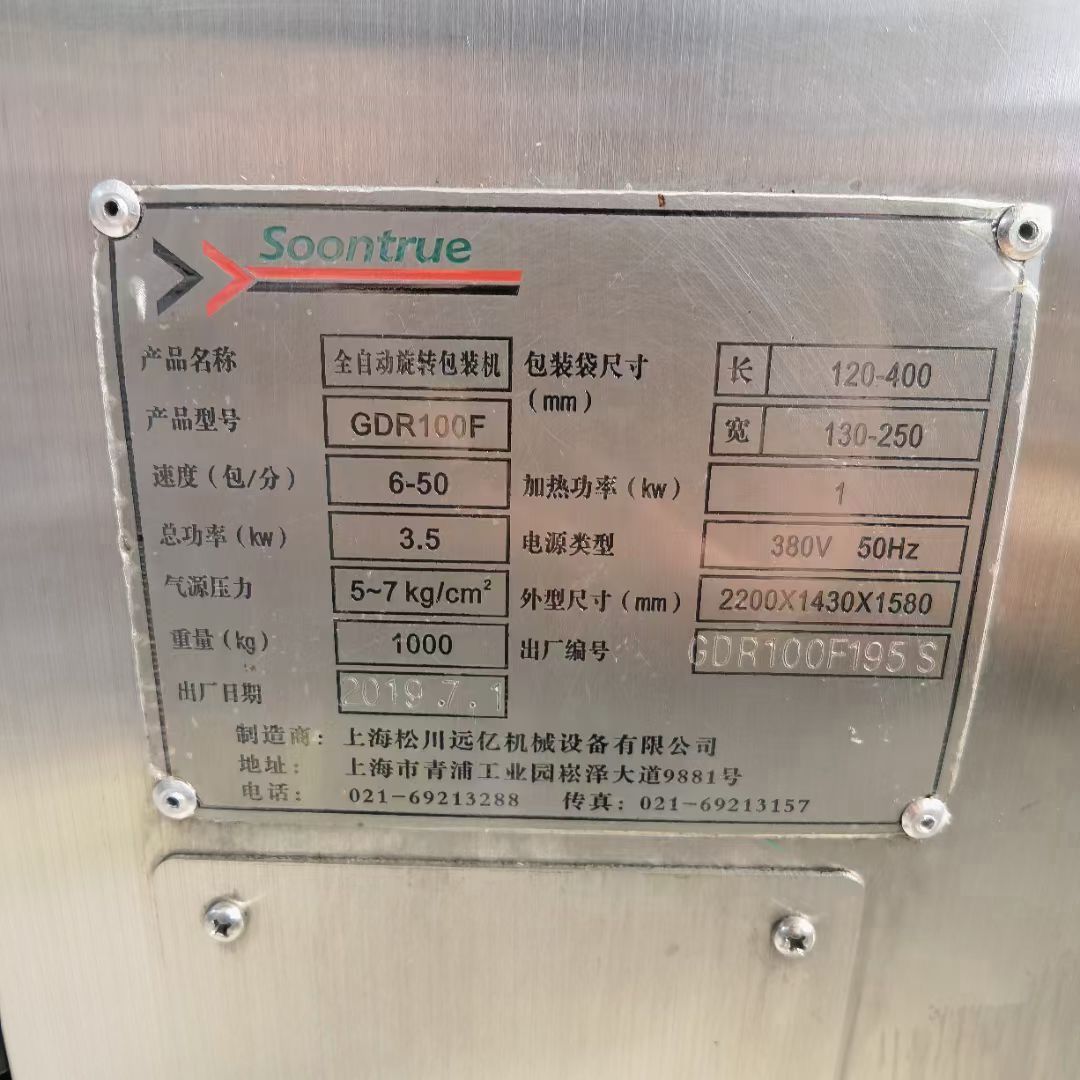 Soontrue
产品名称 全自动旋转包装机 包装袋尺寸(mm) 长 120-400
产品型号 GDR100F 宽 130-250
速度(包/分) 6-50 加热功率(kw) 1
总功率(kw) 3.5 电源类型 380V 50Hz
气源压力 5~7 kg/cm² 外型尺寸(mm) 2200X1430X1580
重量(kg) 1000 出厂编号 GDR100F195 S
出厂日期 2019.7.1
制造商: 上海松川远亿机械设备有限公司
地址: 上海市青浦工业园崧泽大道9881号
电话: 021-69213288 传真: 021-69213157